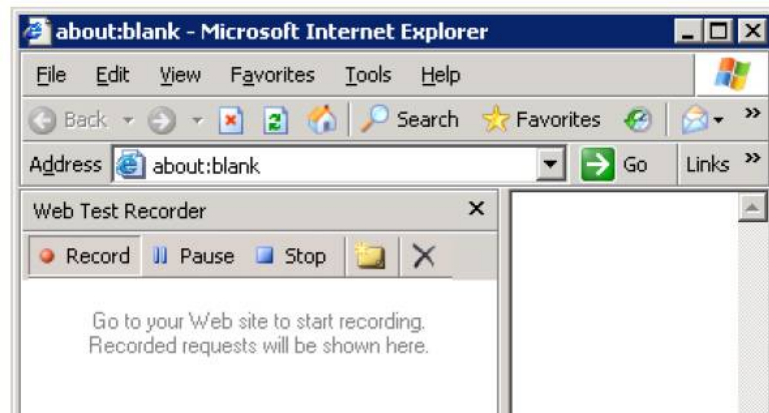 about:blank - Microsoft Internet Explorer
File Edit View Favorites Tools Help
Back Search Favorites »
Address about:blank Go Links »
Web Test Recorder
Record Pause Stop
Go to your Web site to start recording.
Recorded requests will be shown here.